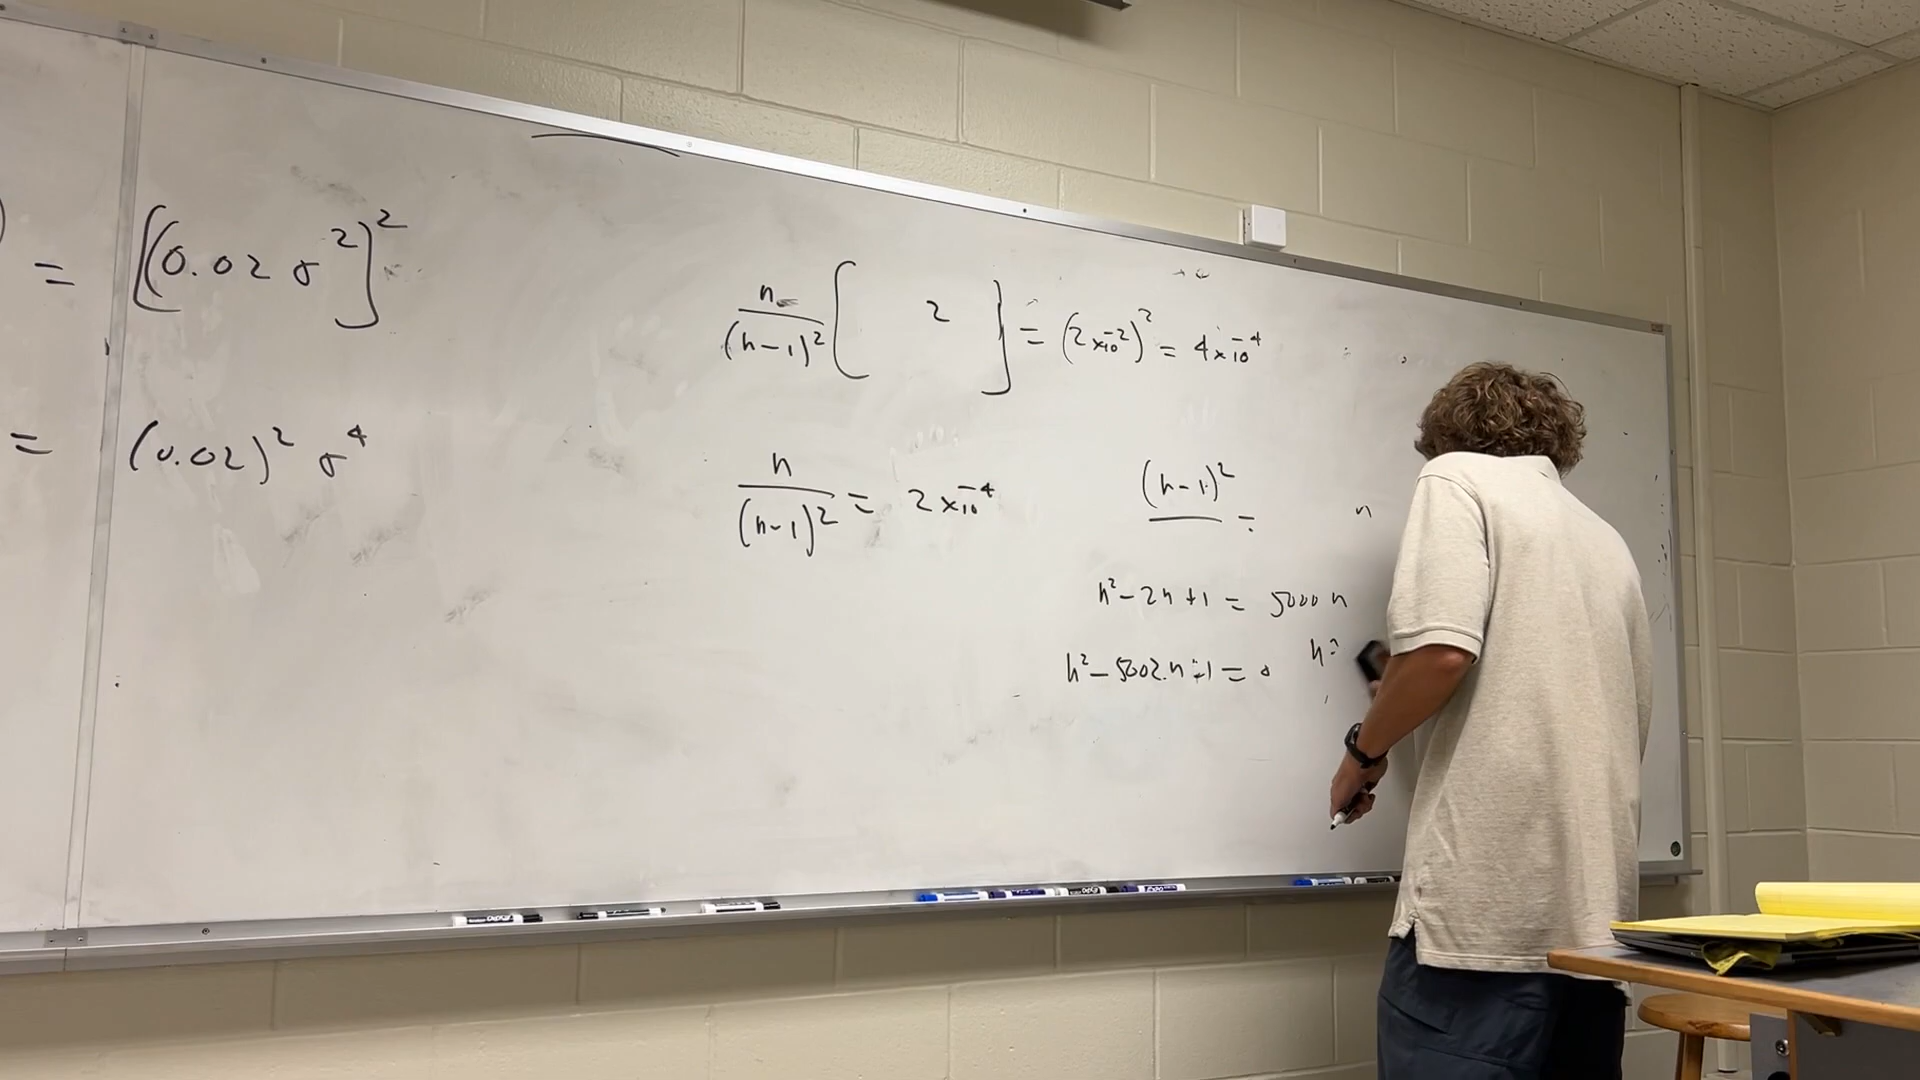 = [(0.02 σ²]²
= (0.02)² σ⁴
n/(n-1)² [ 2 ] = (2×10⁻²)² = 4×10⁻⁴
n/(n-1)² = 2×10⁻⁴
(n-1)²/ = n
n² - 2n + 1 = 5000 n
n² - 5002n + 1 = 0
n =